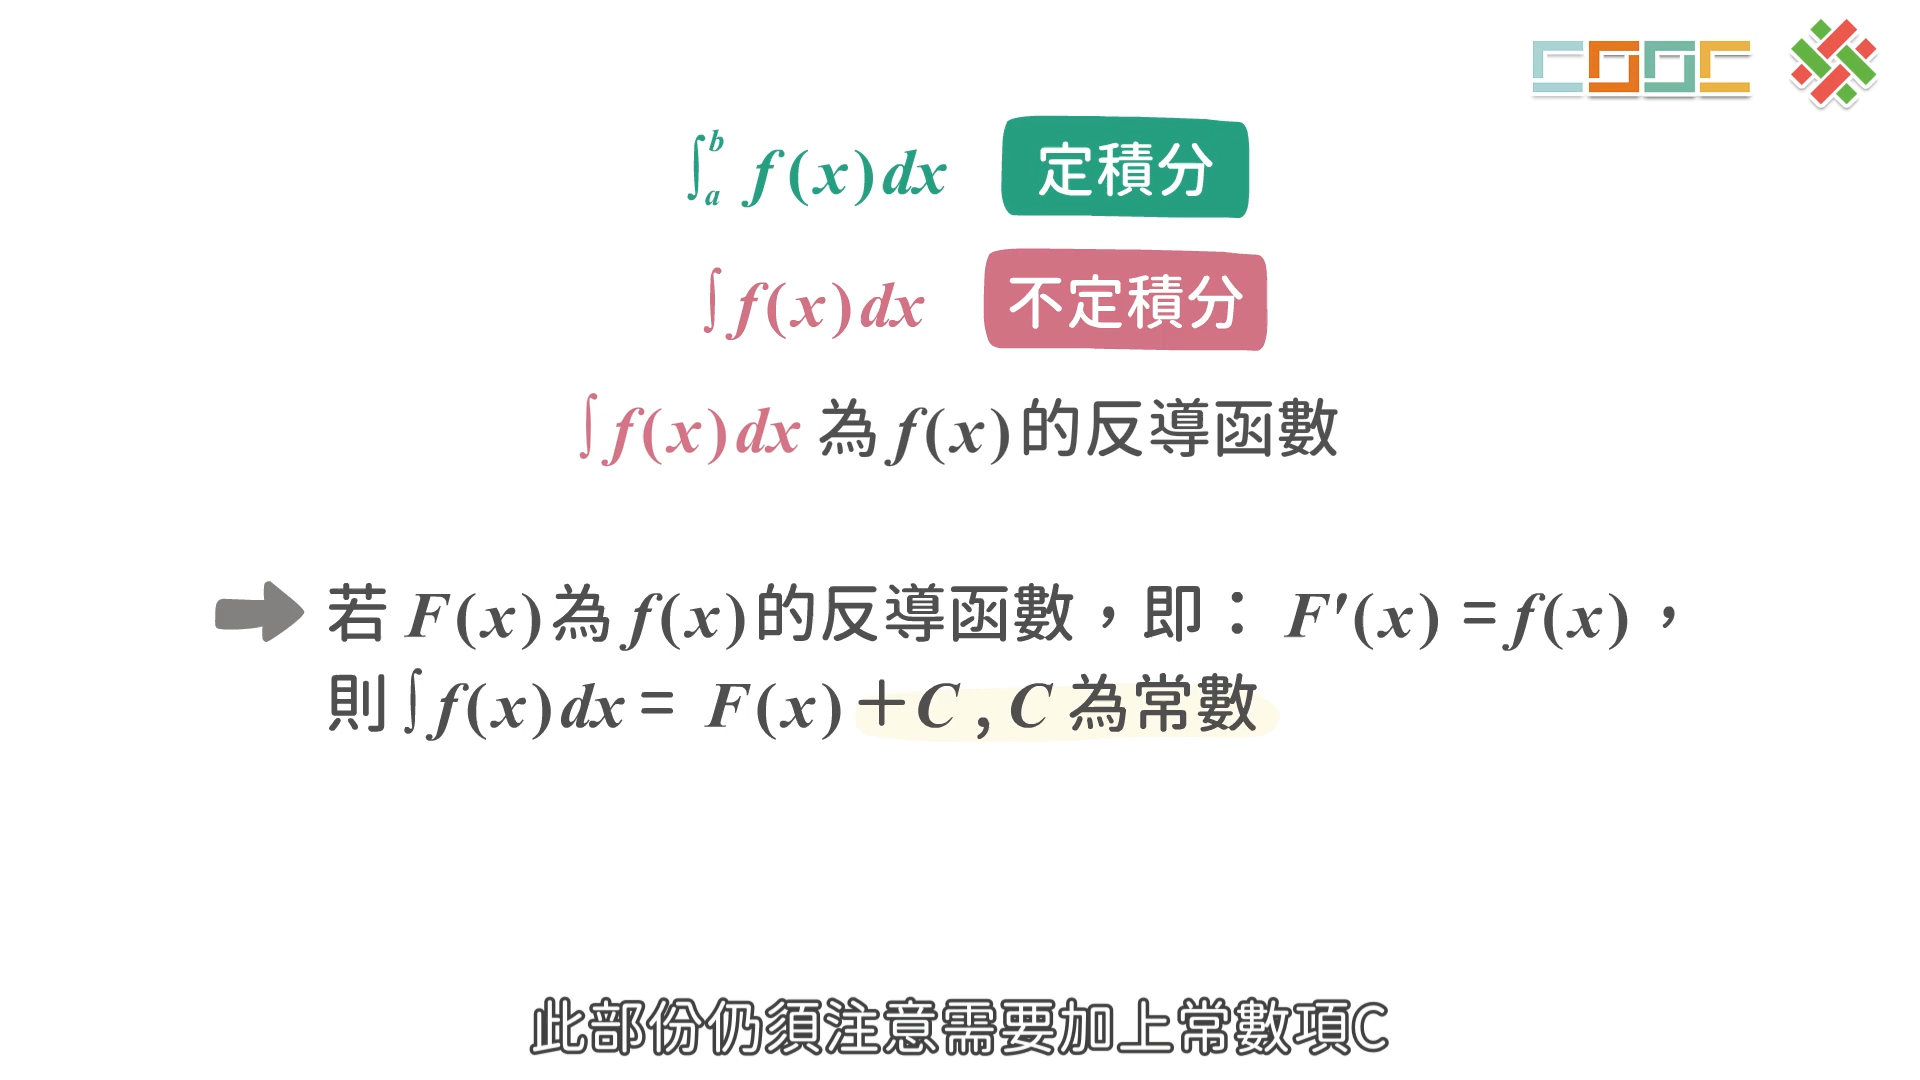 ∫ₐᵇ f(x)dx 定積分
∫f(x)dx 不定積分
∫f(x)dx 為 f(x)的反導函數
若 F(x)為 f(x)的反導函數，即： F′(x) = f(x)，
則 ∫f(x)dx = F(x)+C , C 為常數
此部份仍須注意需要加上常數項C